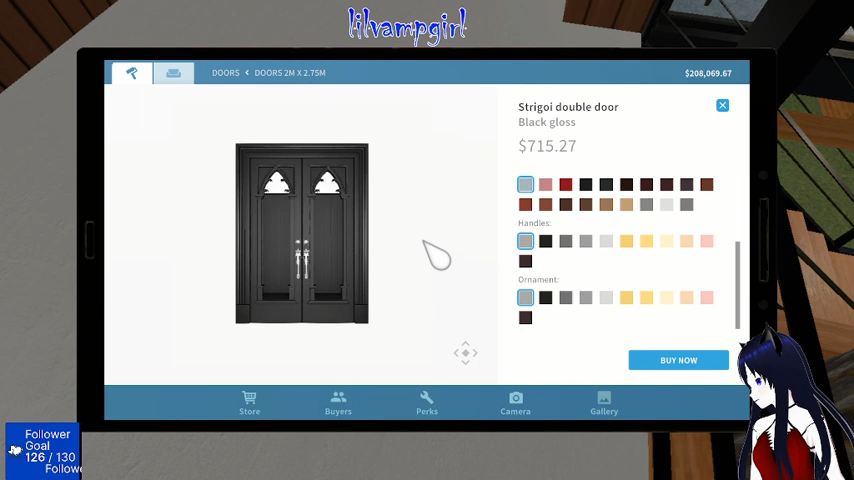 lilvampgirl
DOORS < DOORS 2M X 2.75M
$208,069.67
Strigoi double door
Black gloss
$715.27
Handles:
Ornament:
BUY NOW
Store
Buyers
Perks
Camera
Gallery
Follower
Goal
126 / 130
Followe